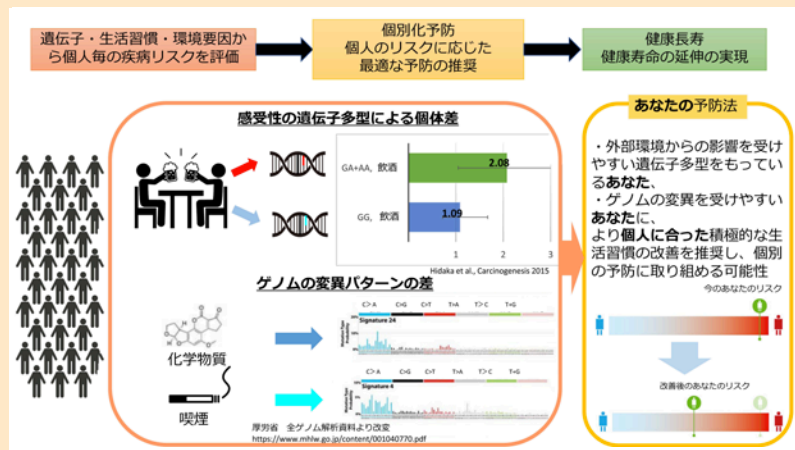 遺伝子・生活習慣・環境要因か
ら個人毎の疾病リスクを評価
個別化予防
個人のリスクに応じた
最適な予防の推奨
健康長寿
健康寿命の延伸の実現
感受性の遺伝子多型による個体差
GA+AA, 飲酒
2.08
GG, 飲酒
1.09
0
1
2
3
Hidaka et al., Carcinogenesis 2015
ゲノムの変異パターンの差
化学物質
C> A
C>G
C>T
T>A
T> C
T>G
Signature 24
喫煙
C> A
C>G
C>T
T>A
T> C
T>G
Signature 4
厚労省 全ゲノム解析資料より改変
https://www.mhlw.go.jp/content/001040770.pdf
あなたの予防法
・外部環境からの影響を受け
やすい遺伝子多型をもってい
るあなた、
・ゲノムの変異を受けやすい
あなたに、
より個人に合った積極的な生
活習慣の改善を推奨し、個別
の予防に取り組める可能性
今のあなたのリスク
改善後のあなたのリスク